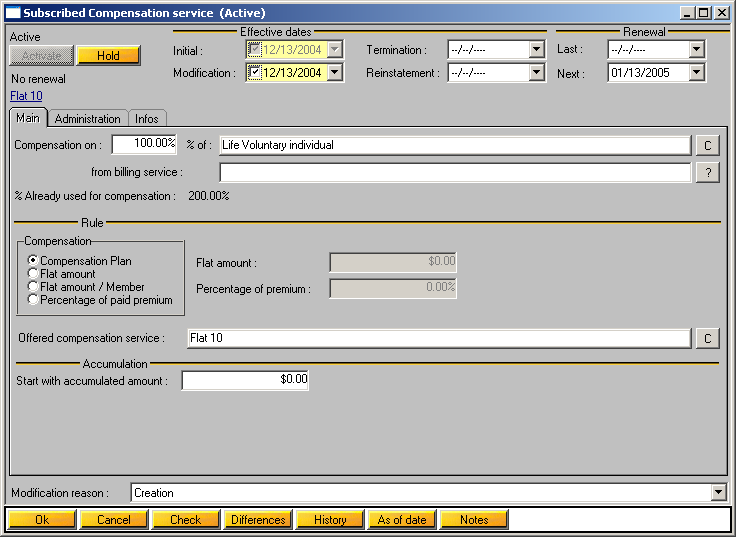 Subscribed Compensation service (Active)
Active
Effective dates
Renewal
Activate
Hold
Initial :
12/13/2004
Termination :
--/--/----
Last :
--/--/----
Modification :
12/13/2004
Reinstatement :
--/--/----
Next :
01/13/2005
No renewal
Flat 10
Main
Administration
Infos
Compensation on :
100.00%
% of :
Life Voluntary individual
C
from billing service :
?
% Already used for compensation :
200.00%
Rule
Compensation
Compensation Plan
Flat amount
Flat amount / Member
Percentage of paid premium
Flat amount :
$0.00
Percentage of premium :
0.00%
Offered compensation service :
Flat 10
C
Accumulation
Start with accumulated amount :
$0.00
Modification reason :
Creation
Ok
Cancel
Check
Differences
History
As of date
Notes